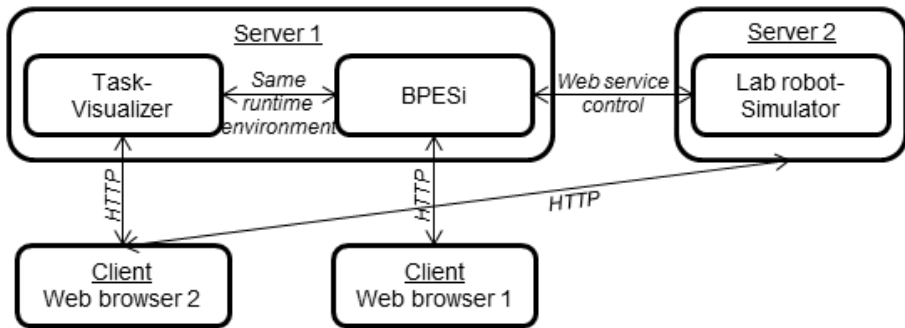 Server 1
Server 2
Task-
Visualizer
Same
runtime
environment
BPESi
Web service
control
Lab robot-
Simulator
HTTP
HTTP
HTTP
Client
Web browser 2
Client
Web browser 1